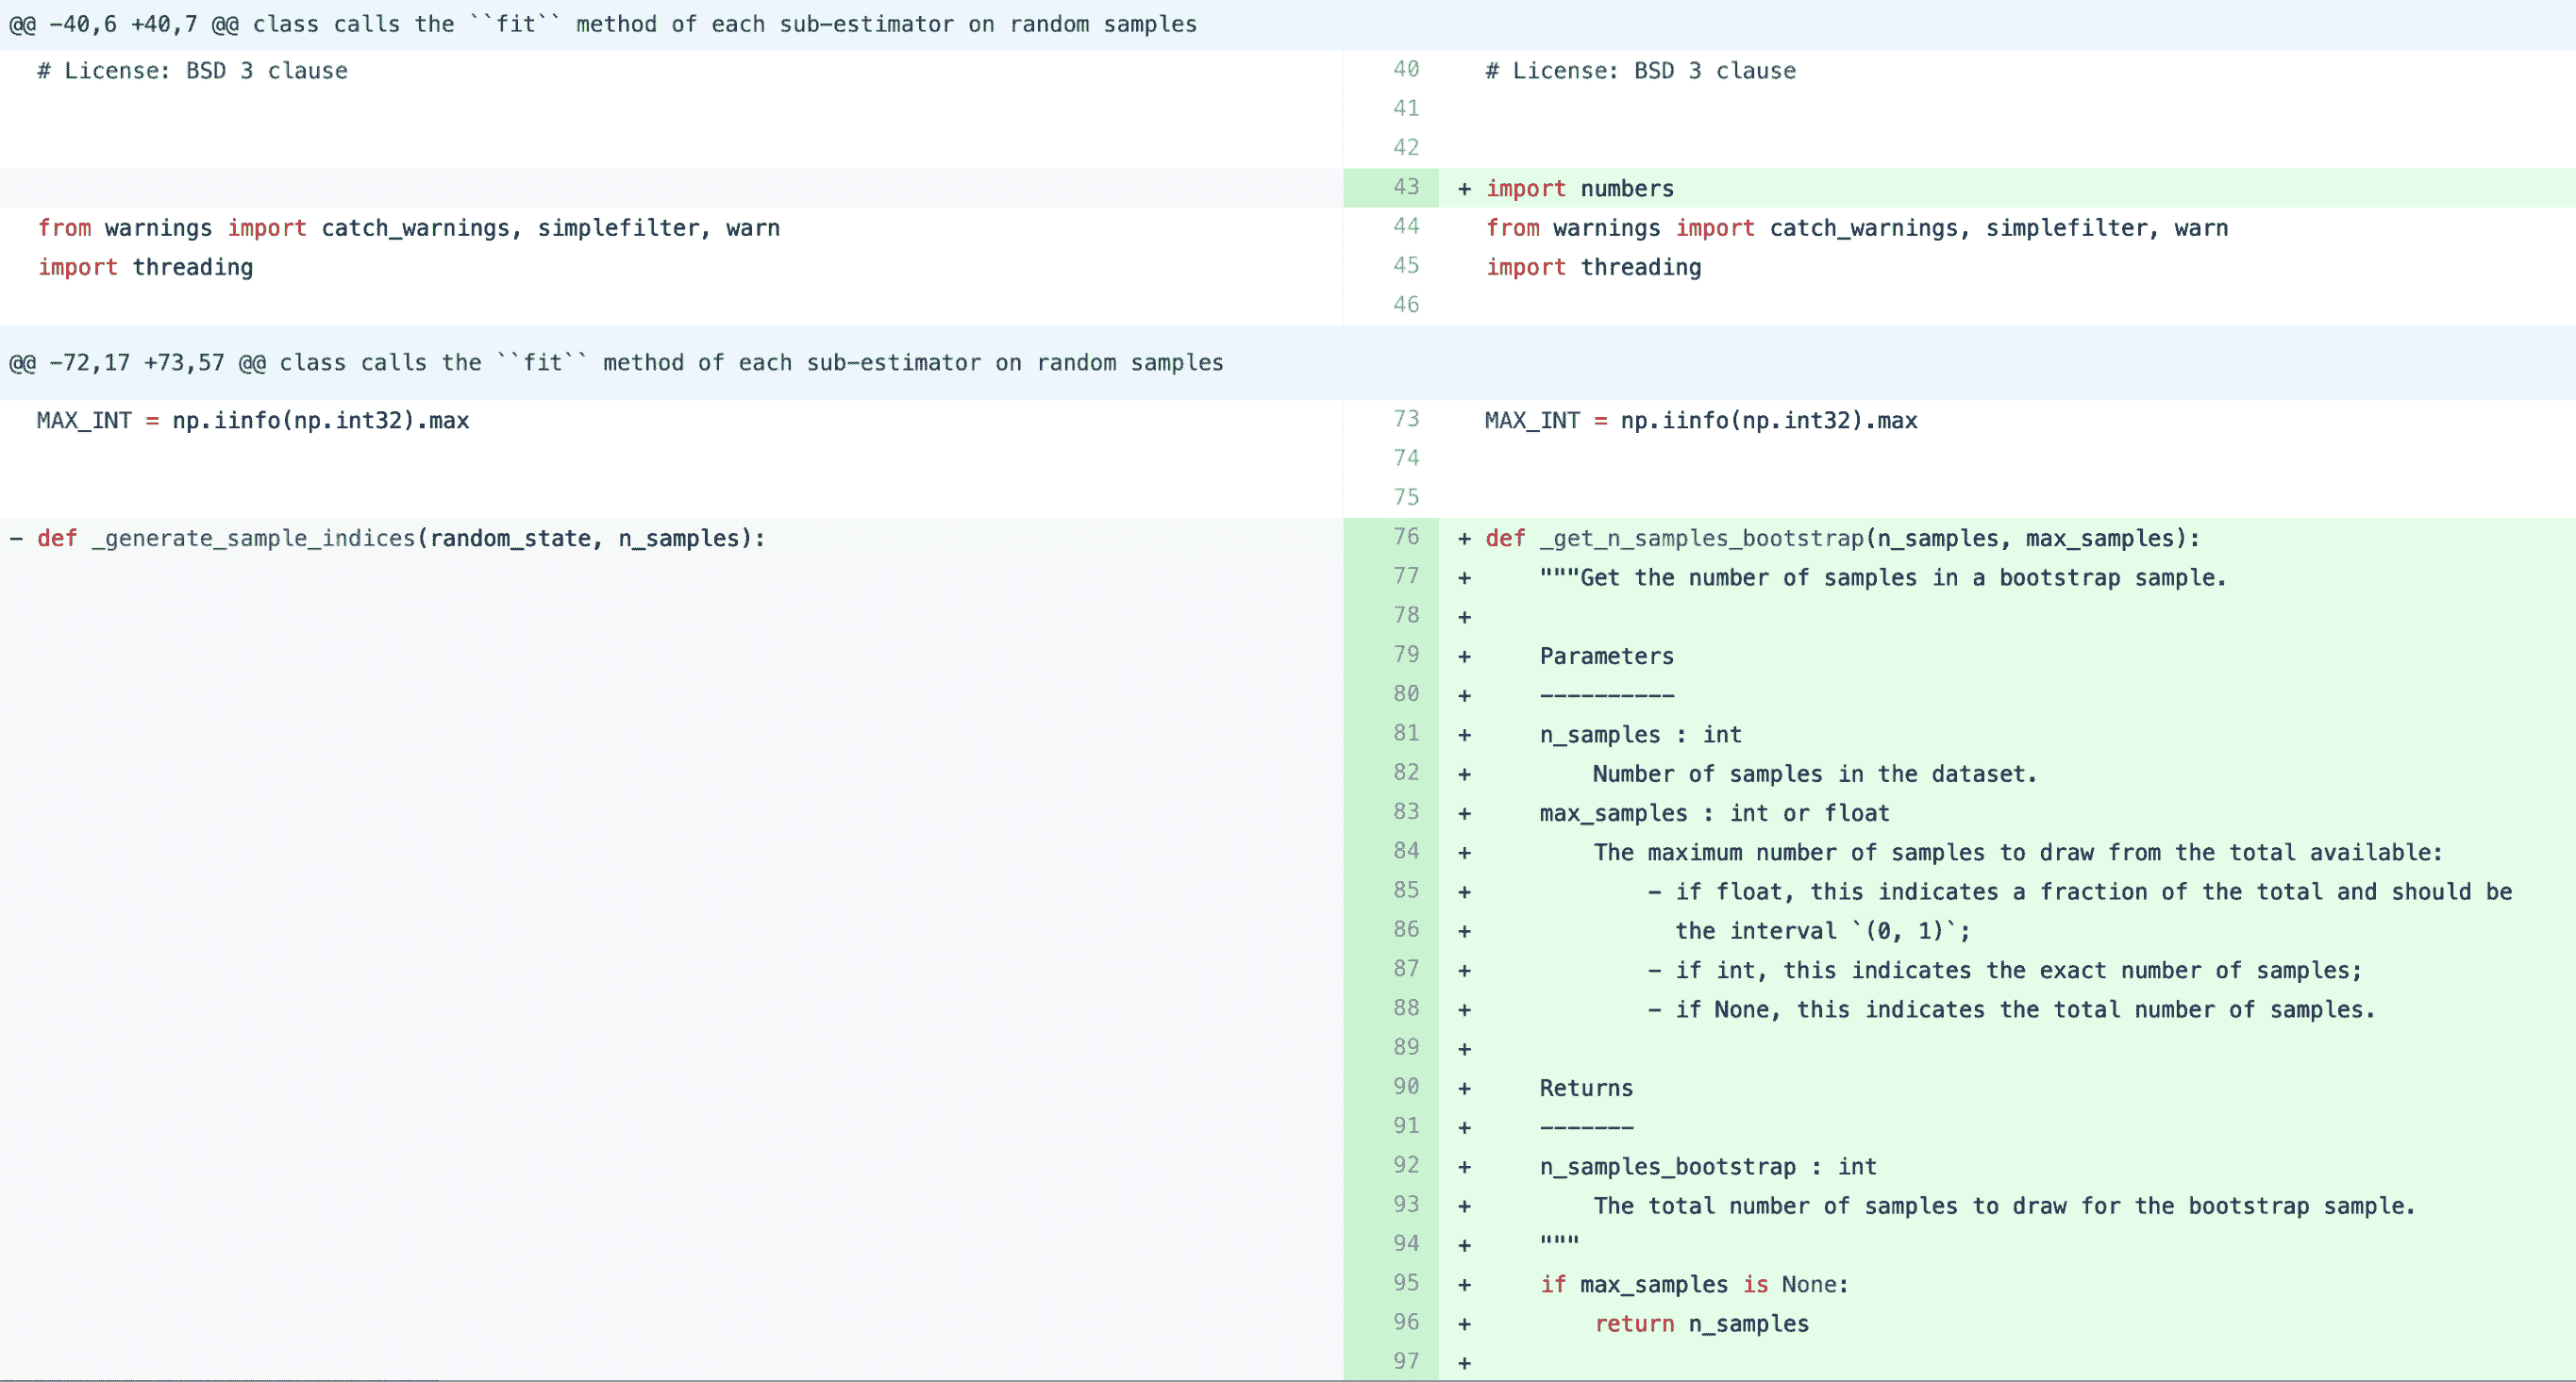 @@ -40,6 +40,7 @@ class calls the ``fit`` method of each sub-estimator on random samples
# License: BSD 3 clause
40 # License: BSD 3 clause
41
42
43 + import numbers
from warnings import catch_warnings, simplefilter, warn
44 from warnings import catch_warnings, simplefilter, warn
import threading
45 import threading
46
@@ -72,17 +73,57 @@ class calls the ``fit`` method of each sub-estimator on random samples
MAX_INT = np.iinfo(np.int32).max
73 MAX_INT = np.iinfo(np.int32).max
74
75
- def _generate_sample_indices(random_state, n_samples):
76 + def _get_n_samples_bootstrap(n_samples, max_samples):
77 + """Get the number of samples in a bootstrap sample.
78 +
79 + Parameters
80 + ----------
81 + n_samples : int
82 + Number of samples in the dataset.
83 + max_samples : int or float
84 + The maximum number of samples to draw from the total available:
85 + - if float, this indicates a fraction of the total and should be
86 + the interval `(0, 1)`;
87 + - if int, this indicates the exact number of samples;
88 + - if None, this indicates the total number of samples.
89 +
90 + Returns
91 + -------
92 + n_samples_bootstrap : int
93 + The total number of samples to draw for the bootstrap sample.
94 + """
95 + if max_samples is None:
96 + return n_samples
97 +